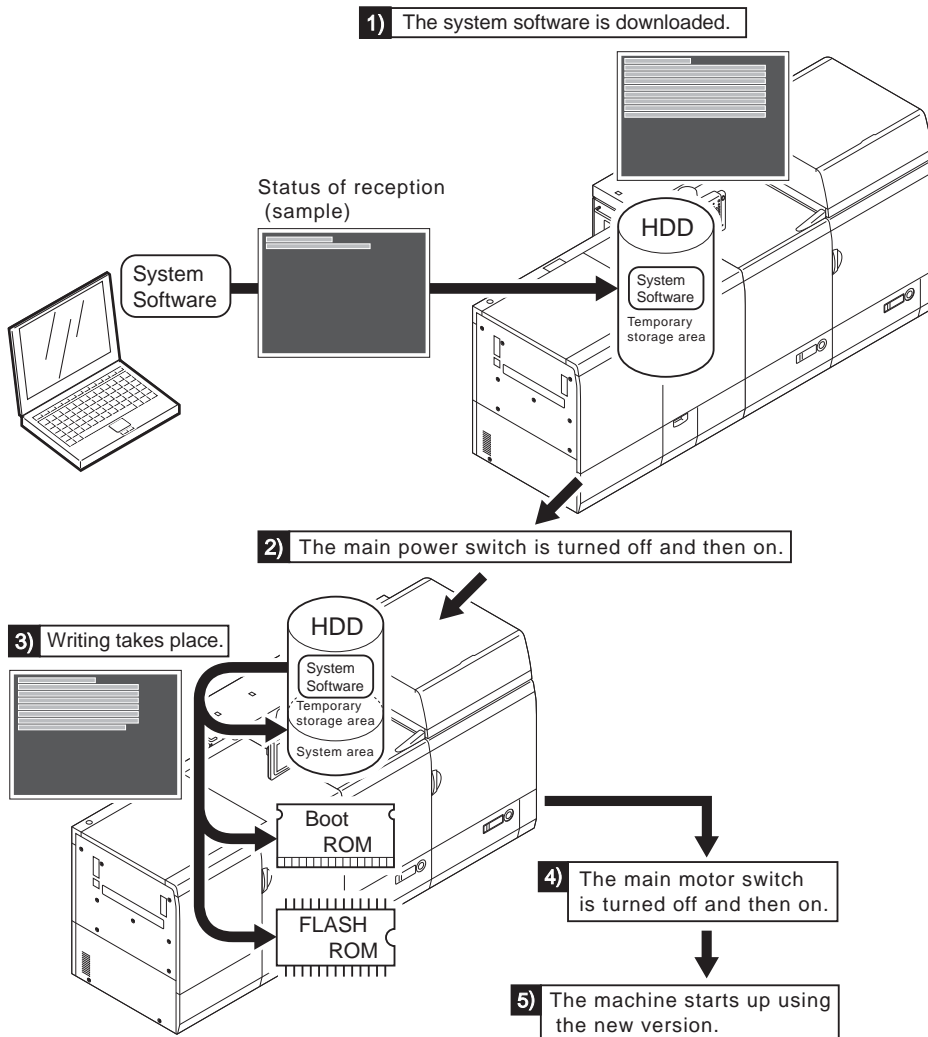 1) The system software is downloaded.
Status of reception
(sample)
System
Software
HDD
System
Software
Temporary
storage area
2) The main power switch is turned off and then on.
3) Writing takes place.
HDD
System
Software
Temporary
storage area
System area
Boot
ROM
FLASH
ROM
4) The main motor switch
is turned off and then on.
5) The machine starts up using
the new version.